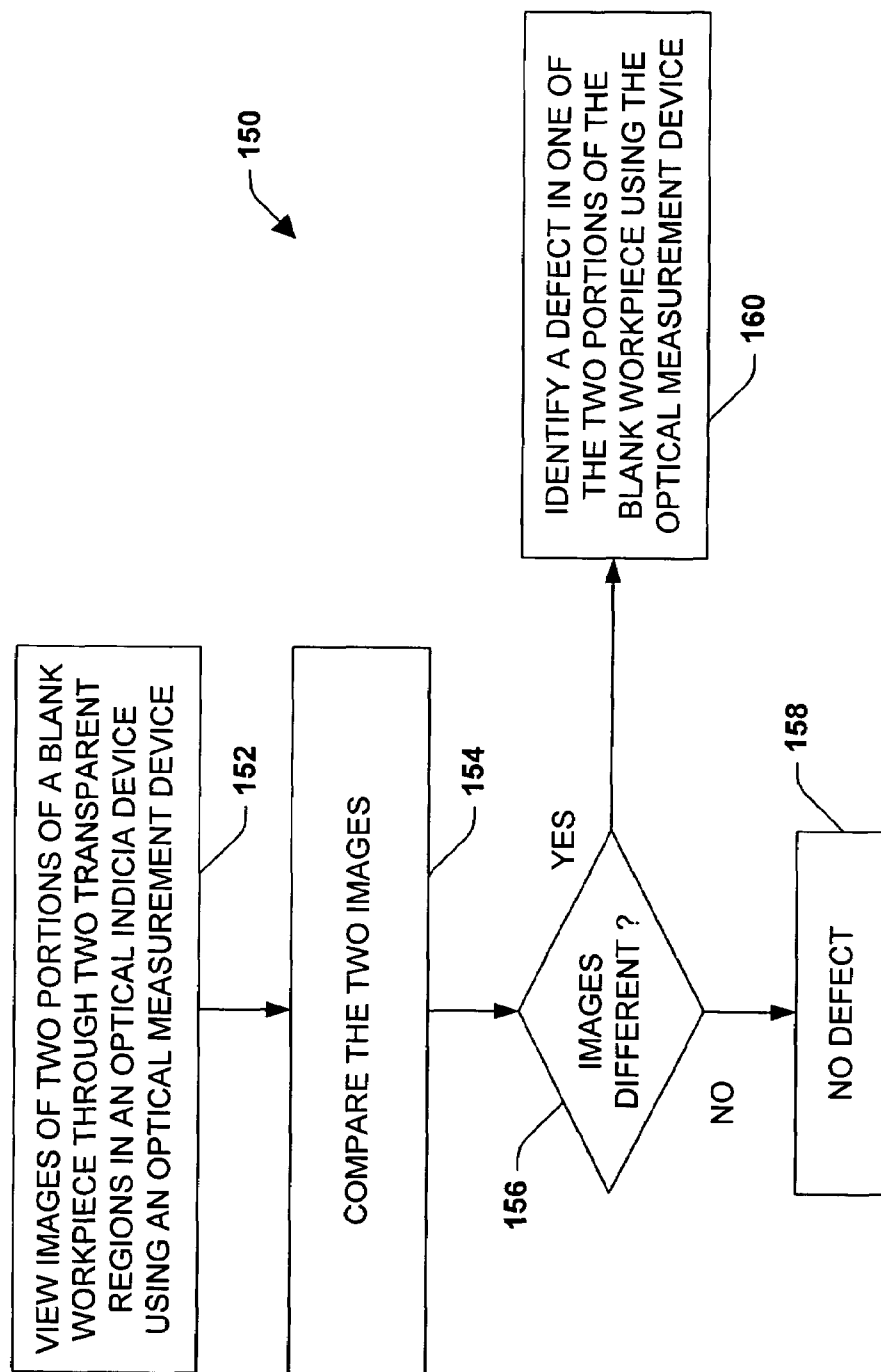 150
VIEW IMAGES OF TWO PORTIONS OF A BLANK
WORKPIECE THROUGH TWO TRANSPARENT
REGIONS IN AN OPTICAL INDICIA DEVICE
USING AN OPTICAL MEASUREMENT DEVICE
152
COMPARE THE TWO IMAGES
154
IMAGES
DIFFERENT ?
156
YES
NO
IDENTIFY A DEFECT IN ONE OF
THE TWO PORTIONS OF THE
BLANK WORKPIECE USING THE
OPTICAL MEASUREMENT DEVICE
160
158
NO DEFECT